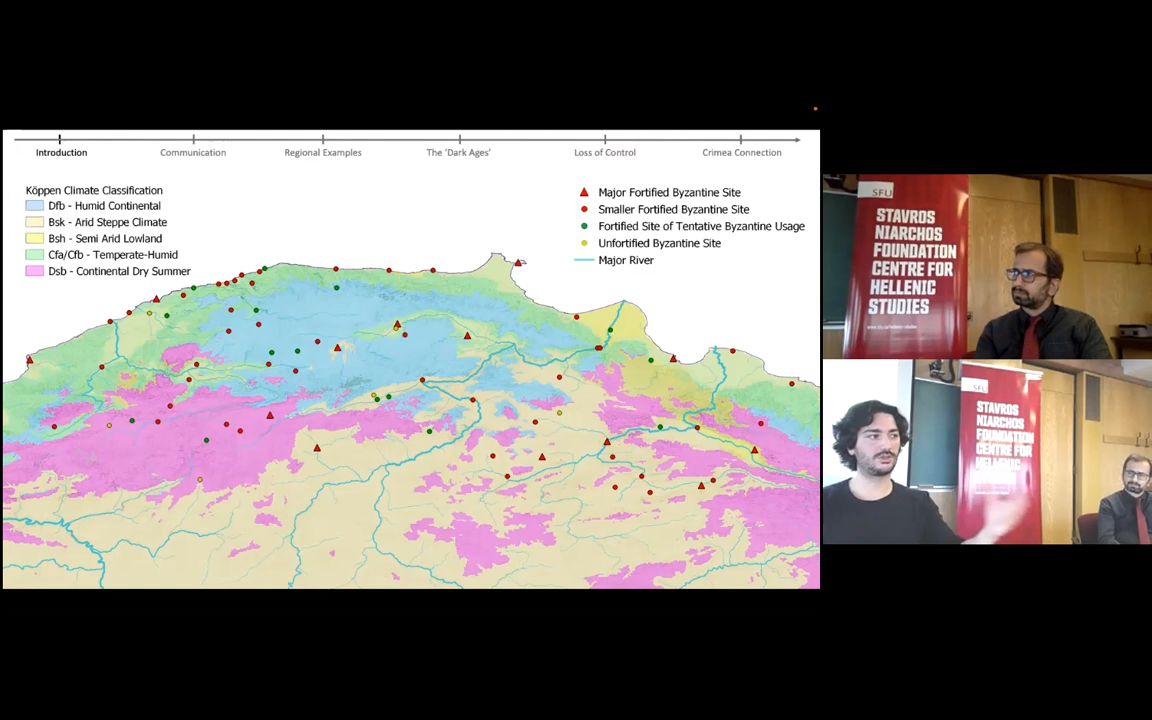 Introduction
Communication
Regional Examples
The 'Dark Ages'
Loss of Control
Crimea Connection
Köppen Climate Classification
Dfb - Humid Continental
Bsk - Arid Steppe Climate
Bsh - Semi Arid Lowland
Cfa/Cfb - Temperate-Humid
Dsb - Continental Dry Summer
Major Fortified Byzantine Site
Smaller Fortified Byzantine Site
Fortified Site of Tentative Byzantine Usage
Unfortified Byzantine Site
Major River
SFU
STAVROS
NIARCHOS
FOUNDATION
CENTRE FOR
HELLENIC
STUDIES
SFU
STAVROS
NIARCHOS
FOUNDATION
CENTRE FOR
HELLENIC